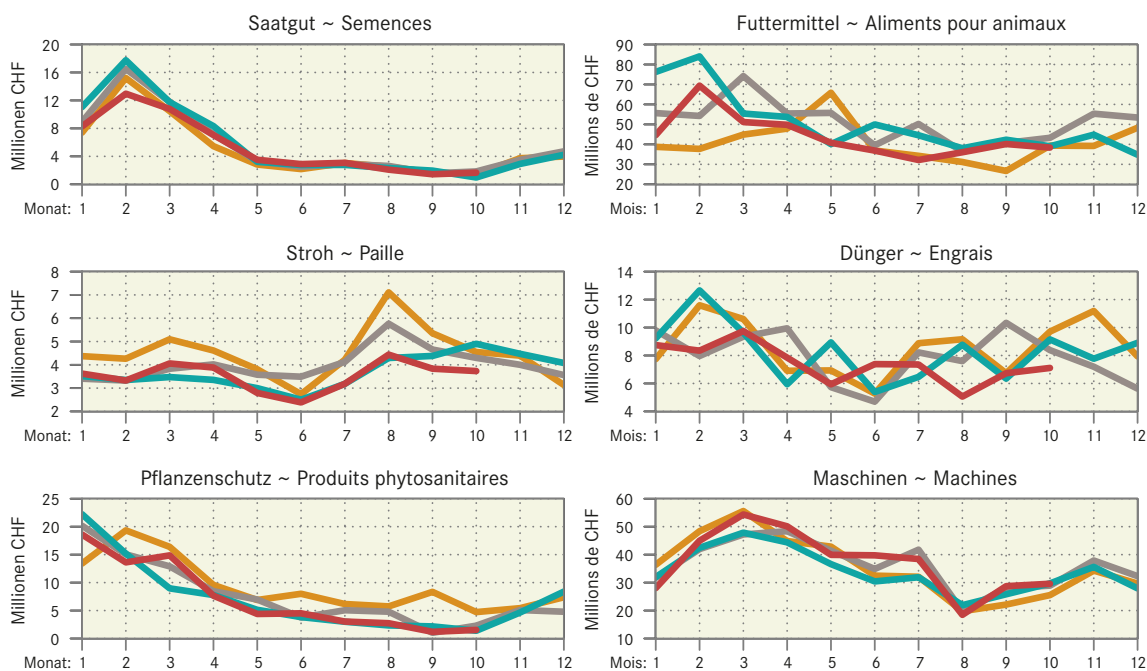 Saatgut ~ Semences
Millionen CHF
20
16
12
8
4
0
Monat: 1 2 3 4 5 6 7 8 9 10 11 12
Futtermittel ~ Aliments pour animaux
Millions de CHF
90
80
70
60
50
40
30
20
Mois: 1 2 3 4 5 6 7 8 9 10 11 12
Stroh ~ Paille
Millionen CHF
8
7
6
5
4
3
2
Monat: 1 2 3 4 5 6 7 8 9 10 11 12
Dünger ~ Engrais
Millions de CHF
14
12
10
8
6
4
Mois: 1 2 3 4 5 6 7 8 9 10 11 12
Pflanzenschutz ~ Produits phytosanitaires
Millionen CHF
25
20
15
10
5
0
Monat: 1 2 3 4 5 6 7 8 9 10 11 12
Maschinen ~ Machines
Millions de CHF
60
50
40
30
20
10
Mois: 1 2 3 4 5 6 7 8 9 10 11 12